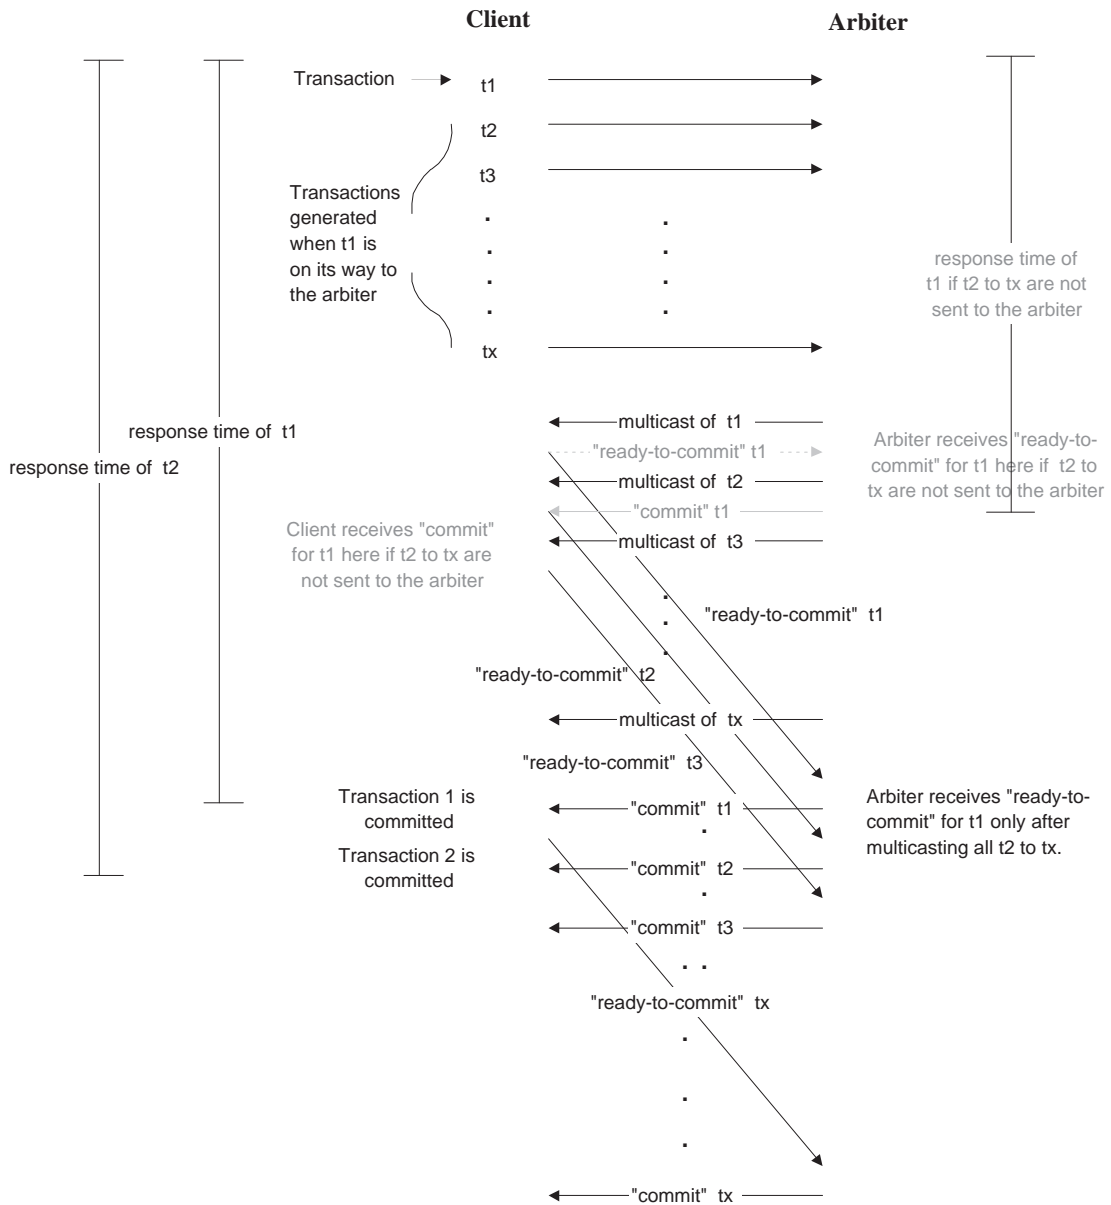 Client
Arbiter
Transaction
t1
t2
t3
Transactions
generated
when t1 is
on its way to
the arbiter
tx
response time of
t1 if t2 to tx are not
sent to the arbiter
response time of t1
response time of t2
multicast of t1
"ready-to-commit" t1
multicast of t2
"commit" t1
multicast of t3
Arbiter receives "ready-to-
commit" for t1 here if t2 to
tx are not sent to the arbiter
Client receives "commit"
for t1 here if t2 to tx are
not sent to the arbiter
"ready-to-commit" t1
"ready-to-commit" t2
multicast of tx
"ready-to-commit" t3
Transaction 1 is
committed
"commit" t1
Arbiter receives "ready-to-
commit" for t1 only after
multicasting all t2 to tx.
Transaction 2 is
committed
"commit" t2
"commit" t3
"ready-to-commit" tx
"commit" tx